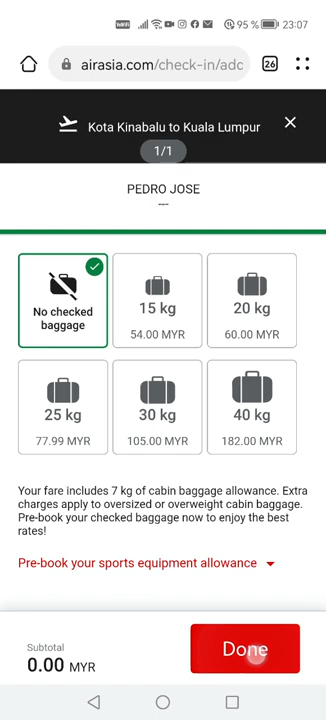 VoWiFi 95 % 23:07
airasia.com/check-in/adc 26
Kota Kinabalu to Kuala Lumpur
1/1
PEDRO JOSE
---
No checked baggage
15 kg
54.00 MYR
20 kg
60.00 MYR
25 kg
77.99 MYR
30 kg
105.00 MYR
40 kg
182.00 MYR
Your fare includes 7 kg of cabin baggage allowance. Extra
charges apply to oversized or overweight cabin baggage.
Pre-book your checked baggage now to enjoy the best
rates!
Pre-book your sports equipment allowance
Subtotal
0.00 MYR
Done